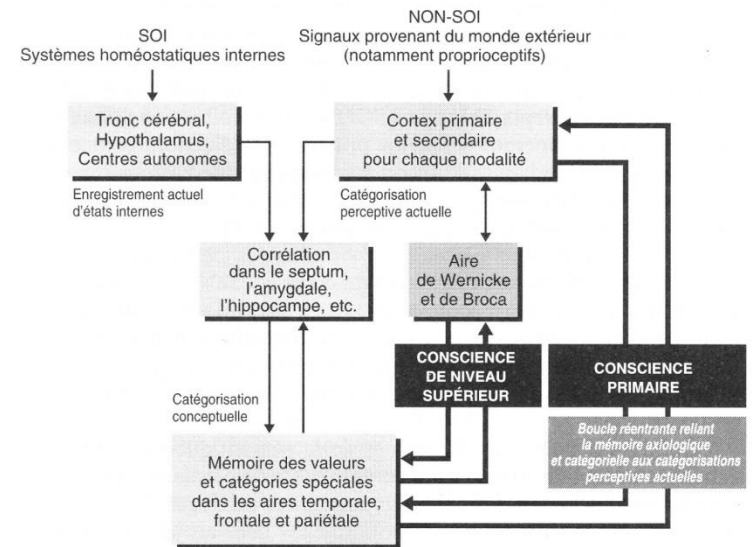 SOI
Systèmes homéostatiques internes
NON-SOI
Signaux provenant du monde extérieur
(notamment proprioceptifs)
Tronc cérébral,
Hypothalamus,
Centres autonomes
Cortex primaire
et secondaire
pour chaque modalité
Enregistrement actuel
d'états internes
Catégorisation
perceptive actuelle
Corrélation
dans le septum,
l'amygdale,
l'hippocampe, etc.
Aire
de Wernicke
et de Broca
CONSCIENCE
DE NIVEAU
SUPÉRIEUR
CONSCIENCE
PRIMAIRE
Catégorisation
conceptuelle
Boucle réentrante reliant
la mémoire axiologique
et catégorielle aux catégorisations
perceptives actuelles
Mémoire des valeurs
et catégories spéciales
dans les aires temporale,
frontale et pariétale